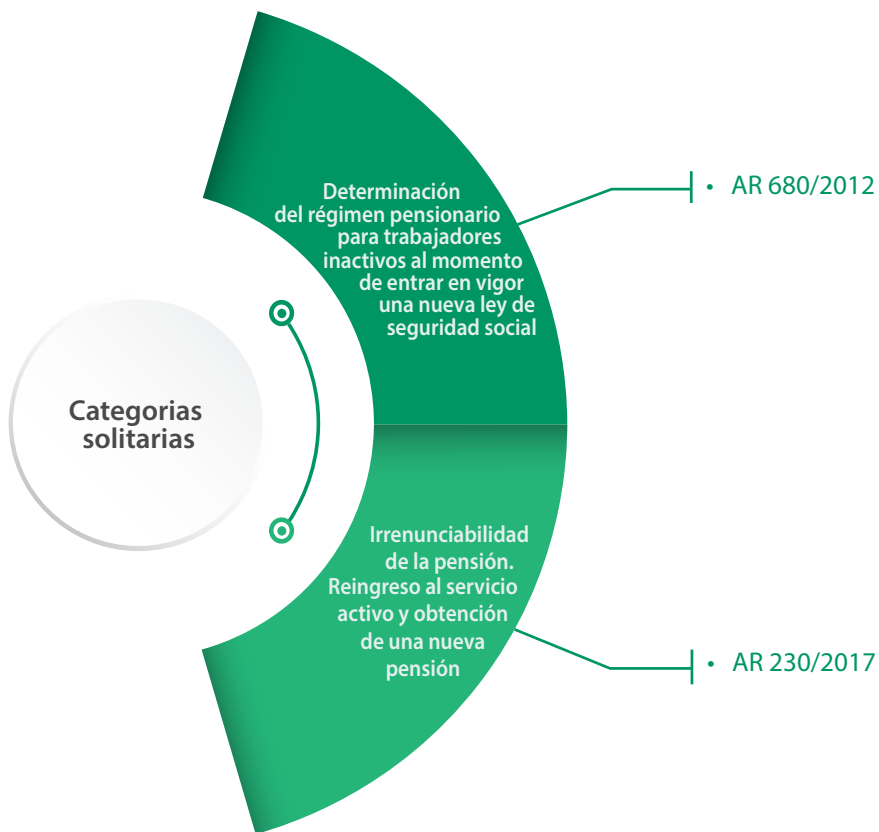 Categorias
solitarias
Determinación
del régimen pensionario
para trabajadores
inactivos al momento
de entrar en vigor
una nueva ley de
seguridad social
• AR 680/2012
Irrenunciabilidad
de la pensión.
Reingreso al servicio
activo y obtención
de una nueva
pensión
• AR 230/2017